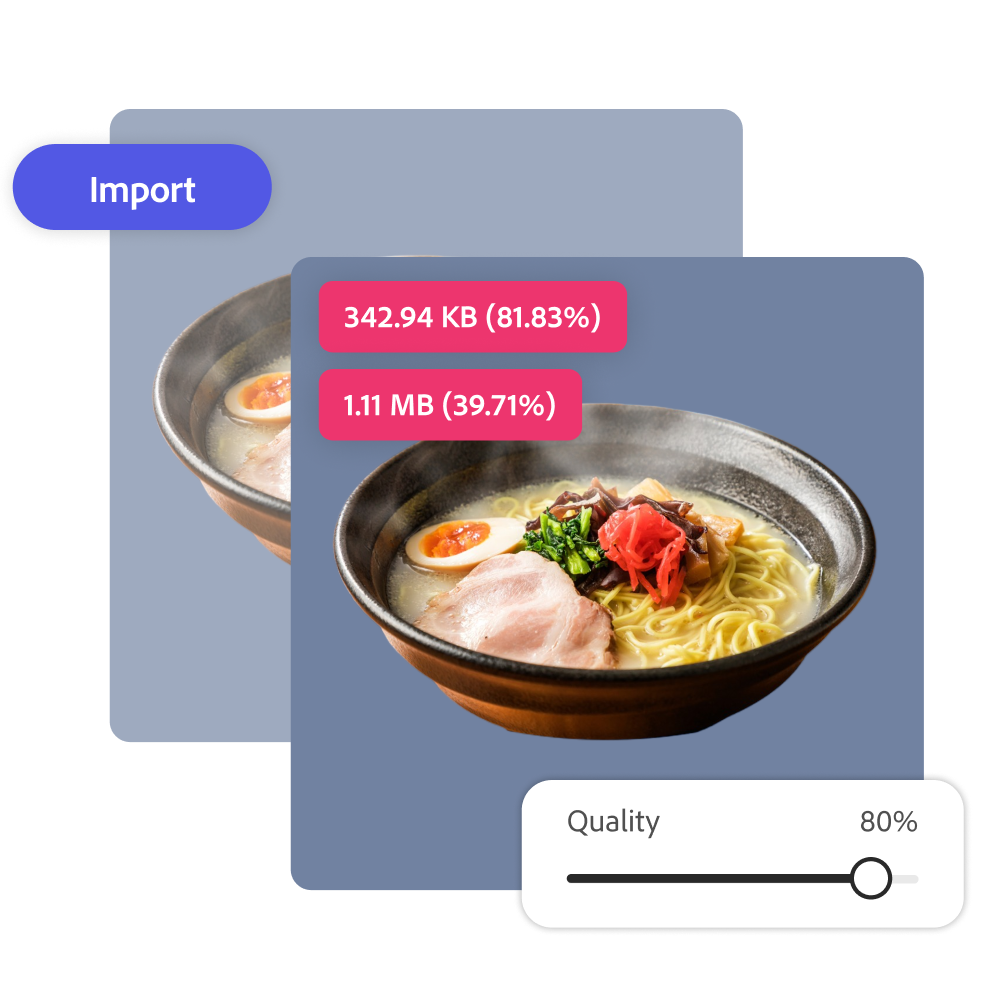 Import
342.94 KB (81.83%)
1.11 MB (39.71%)
Quality 80%